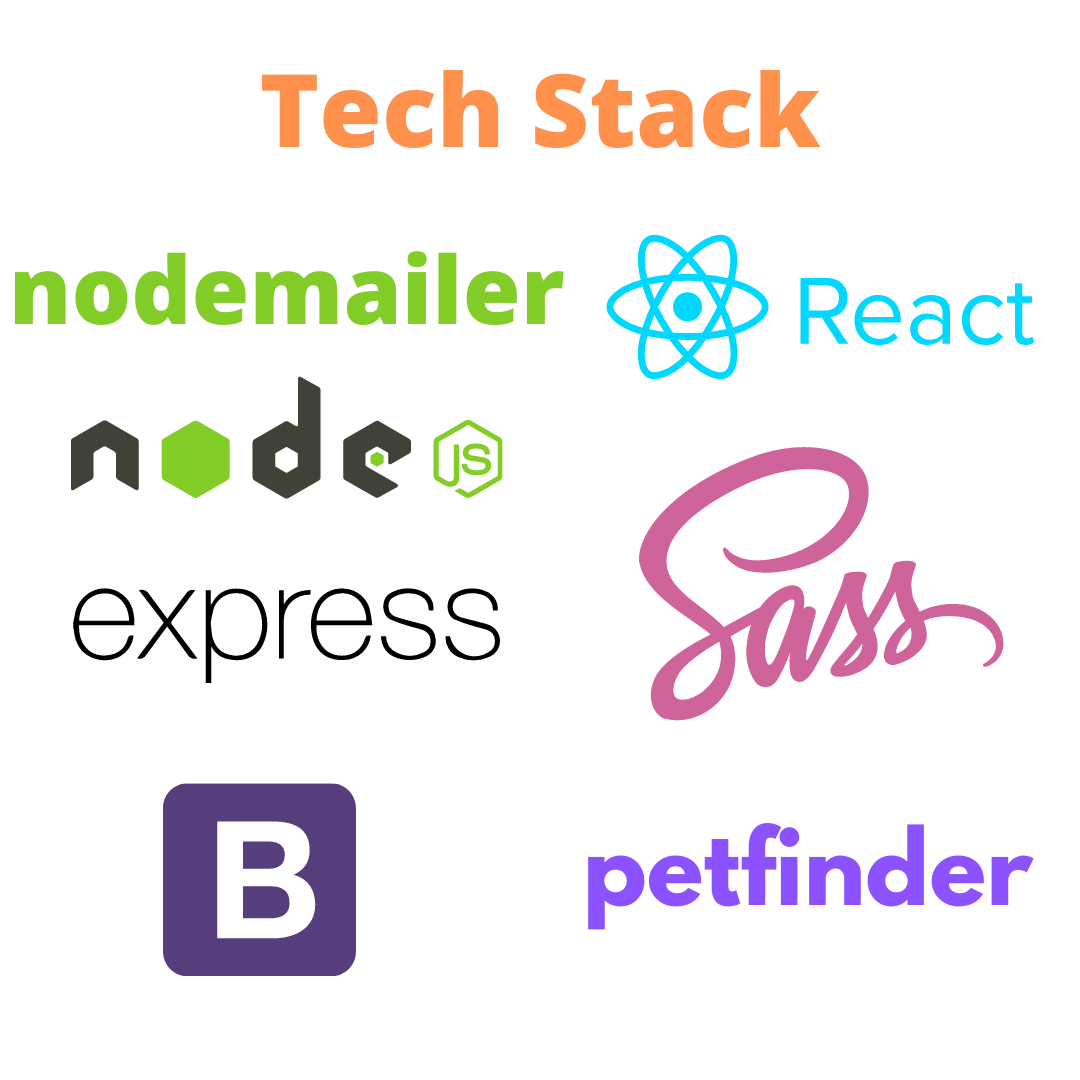 Tech Stack
nodemailer
React
node JS
express
Sass
B
petfinder